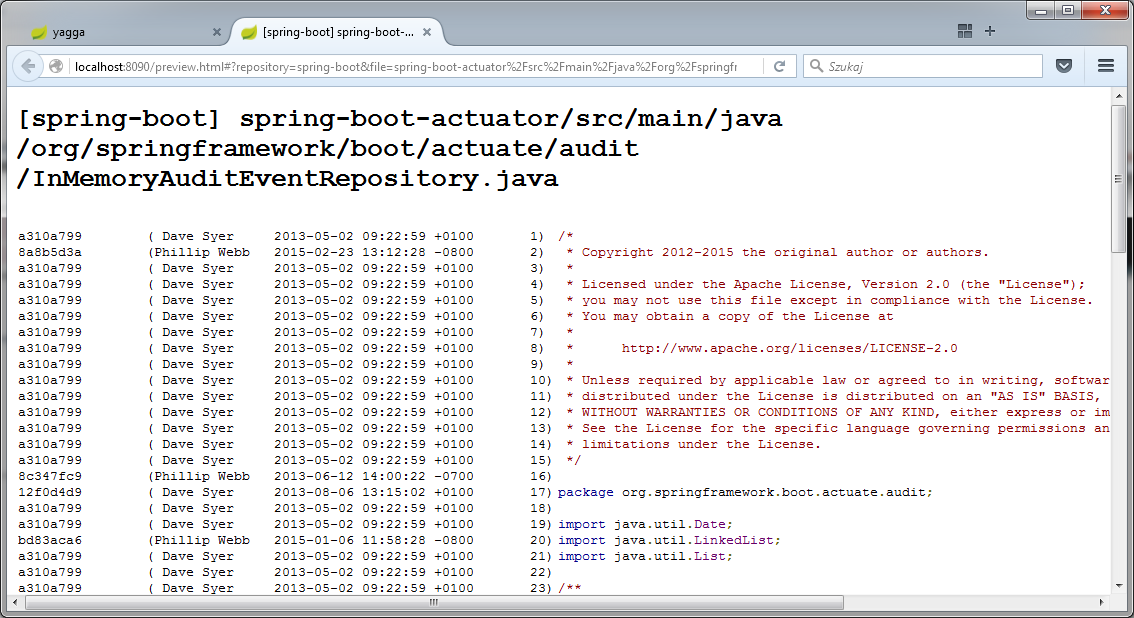 yagga
[spring-boot] spring-boot-...
localhost:8090/preview.html#?repository=spring-boot&file=spring-boot-actuator%2Fsrc%2Fmain%2Fjava%2Forg%2Fspringfr
Szukaj
[spring-boot] spring-boot-actuator/src/main/java
/org/springframework/boot/actuate/audit
/InMemoryAuditEventRepository.java
a310a799 ( Dave Syer 2013-05-02 09:22:59 +0100 1) /*
8a8b5d3a (Phillip Webb 2015-02-23 13:12:28 -0800 2) * Copyright 2012-2015 the original author or authors.
a310a799 ( Dave Syer 2013-05-02 09:22:59 +0100 3) *
a310a799 ( Dave Syer 2013-05-02 09:22:59 +0100 4) * Licensed under the Apache License, Version 2.0 (the "License");
a310a799 ( Dave Syer 2013-05-02 09:22:59 +0100 5) * you may not use this file except in compliance with the License.
a310a799 ( Dave Syer 2013-05-02 09:22:59 +0100 6) * You may obtain a copy of the License at
a310a799 ( Dave Syer 2013-05-02 09:22:59 +0100 7) *
a310a799 ( Dave Syer 2013-05-02 09:22:59 +0100 8) * http://www.apache.org/licenses/LICENSE-2.0
a310a799 ( Dave Syer 2013-05-02 09:22:59 +0100 9) *
a310a799 ( Dave Syer 2013-05-02 09:22:59 +0100 10) * Unless required by applicable law or agreed to in writing, softwar
a310a799 ( Dave Syer 2013-05-02 09:22:59 +0100 11) * distributed under the License is distributed on an "AS IS" BASIS,
a310a799 ( Dave Syer 2013-05-02 09:22:59 +0100 12) * WITHOUT WARRANTIES OR CONDITIONS OF ANY KIND, either express or im
a310a799 ( Dave Syer 2013-05-02 09:22:59 +0100 13) * See the License for the specific language governing permissions an
a310a799 ( Dave Syer 2013-05-02 09:22:59 +0100 14) * limitations under the License.
a310a799 ( Dave Syer 2013-05-02 09:22:59 +0100 15) */
8c347fc9 (Phillip Webb 2013-06-12 14:00:22 -0700 16)
12f0d4d9 ( Dave Syer 2013-08-06 13:15:02 +0100 17) package org.springframework.boot.actuate.audit;
a310a799 ( Dave Syer 2013-05-02 09:22:59 +0100 18)
a310a799 ( Dave Syer 2013-05-02 09:22:59 +0100 19) import java.util.Date;
bd83aca6 (Phillip Webb 2015-01-06 11:58:28 -0800 20) import java.util.LinkedList;
a310a799 ( Dave Syer 2013-05-02 09:22:59 +0100 21) import java.util.List;
a310a799 ( Dave Syer 2013-05-02 09:22:59 +0100 22)
a310a799 ( Dave Syer 2013-05-02 09:22:59 +0100 23) /**